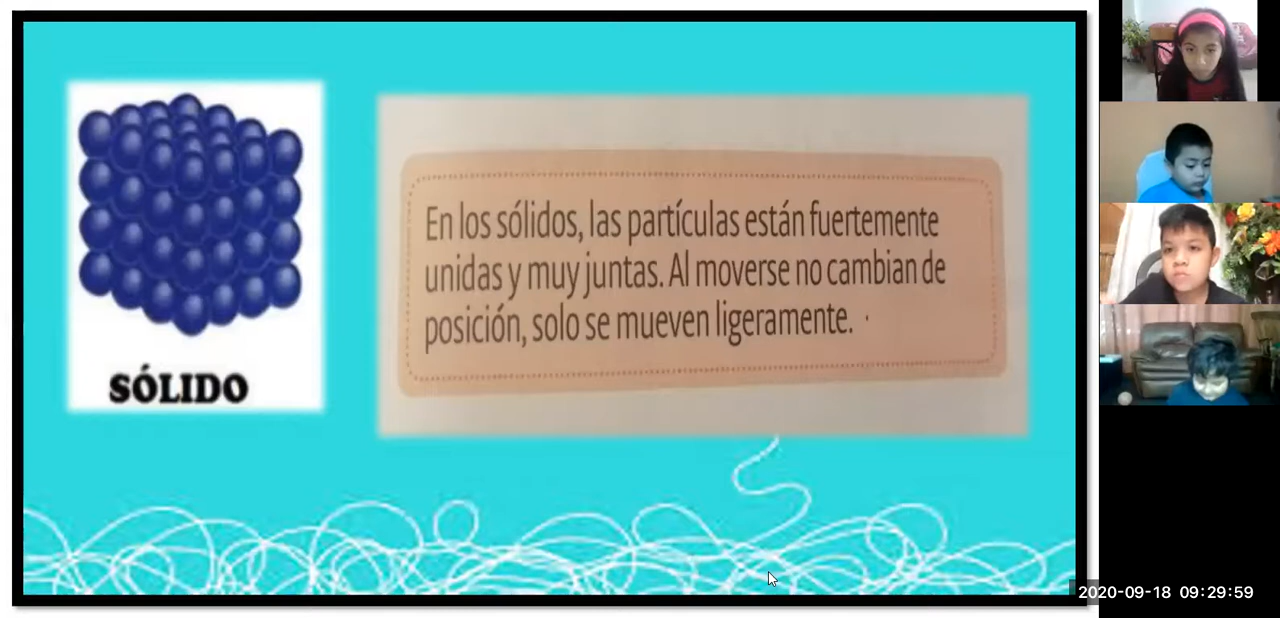 SÓLIDO
En los sólidos, las partículas están fuertemente
unidas y muy juntas. Al moverse no cambian de
posición, solo se mueven ligeramente.
2020-09-18 09:29:59